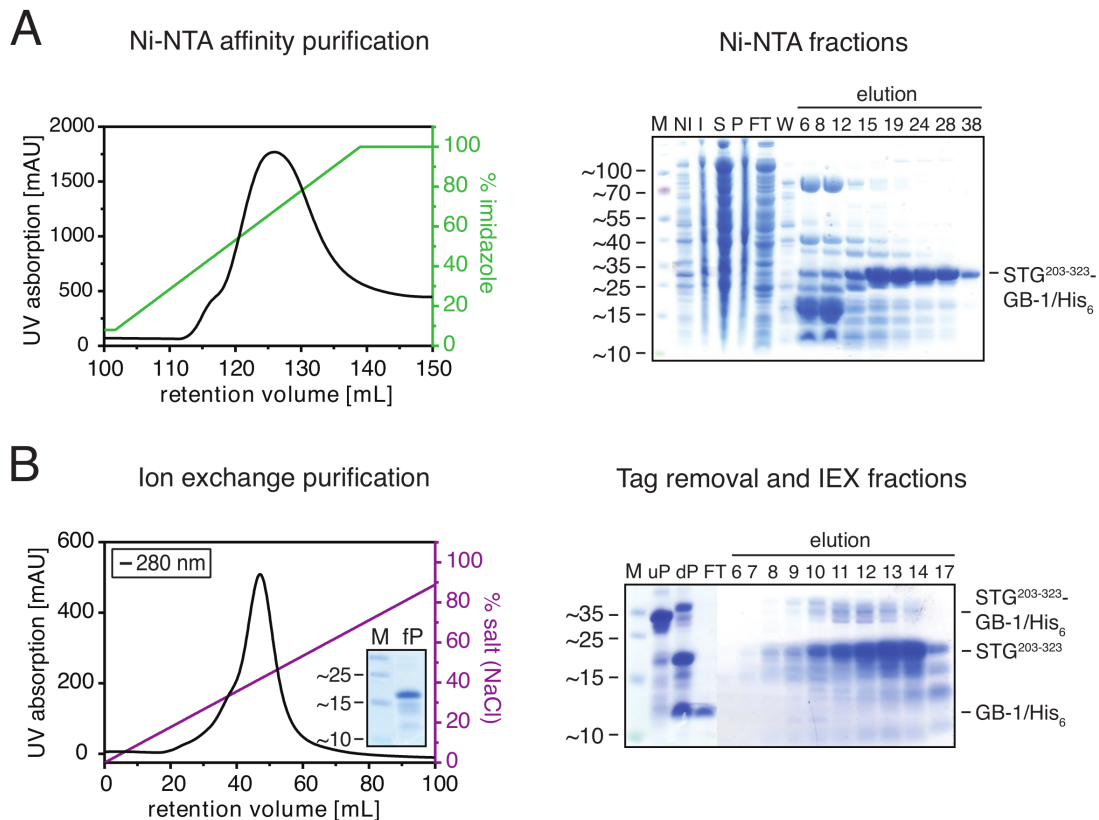 A
Ni-NTA affinity purification
2000
1500
1000
500
0
UV asborption [mAU]
100
80
60
40
20
0
% imidazole
100 110 120 130 140 150
retention volume [mL]
Ni-NTA fractions
elution
M NI I S P FT W 6 8 12 15 19 24 28 38
~100
~70
~55
~40
~35
~25
~15
~10
STG203-323-
GB-1/His6
B
Ion exchange purification
600
400
200
0
UV absorption [mAU]
280 nm
100
80
60
40
20
0
% salt (NaCl)
M fP
~25
~15
~10
0 20 40 60 80 100
retention volume [mL]
Tag removal and IEX fractions
elution
M uP dP FT 6 7 8 9 10 11 12 13 14 17
~35
~25
~15
~10
STG203-323-
GB-1/His6
STG203-323
GB-1/His6